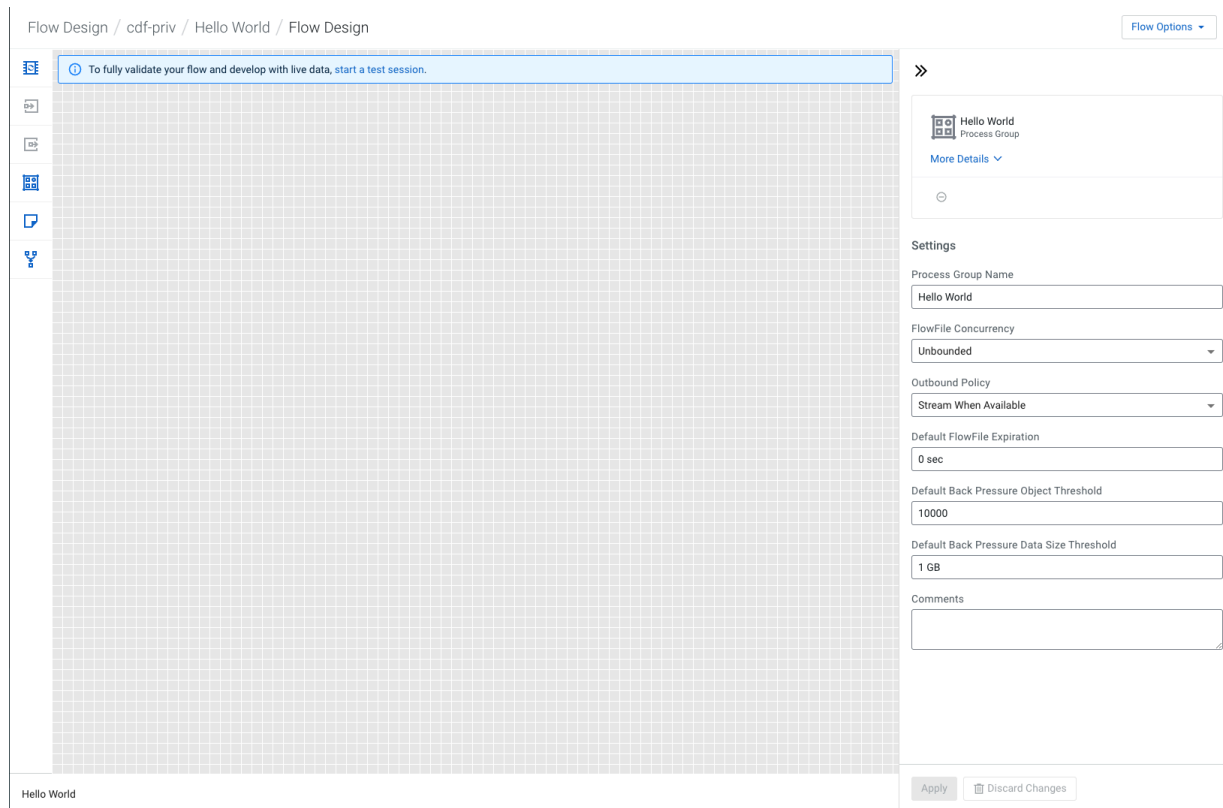 Flow Design / cdf-priv / Hello World / Flow Design
Flow Options
To fully validate your flow and develop with live data, start a test session.
Hello World
Process Group
More Details
Settings
Process Group Name
Hello World
FlowFile Concurrency
Unbounded
Outbound Policy
Stream When Available
Default FlowFile Expiration
0 sec
Default Back Pressure Object Threshold
10000
Default Back Pressure Data Size Threshold
1 GB
Comments
Apply
Discard Changes
Hello World